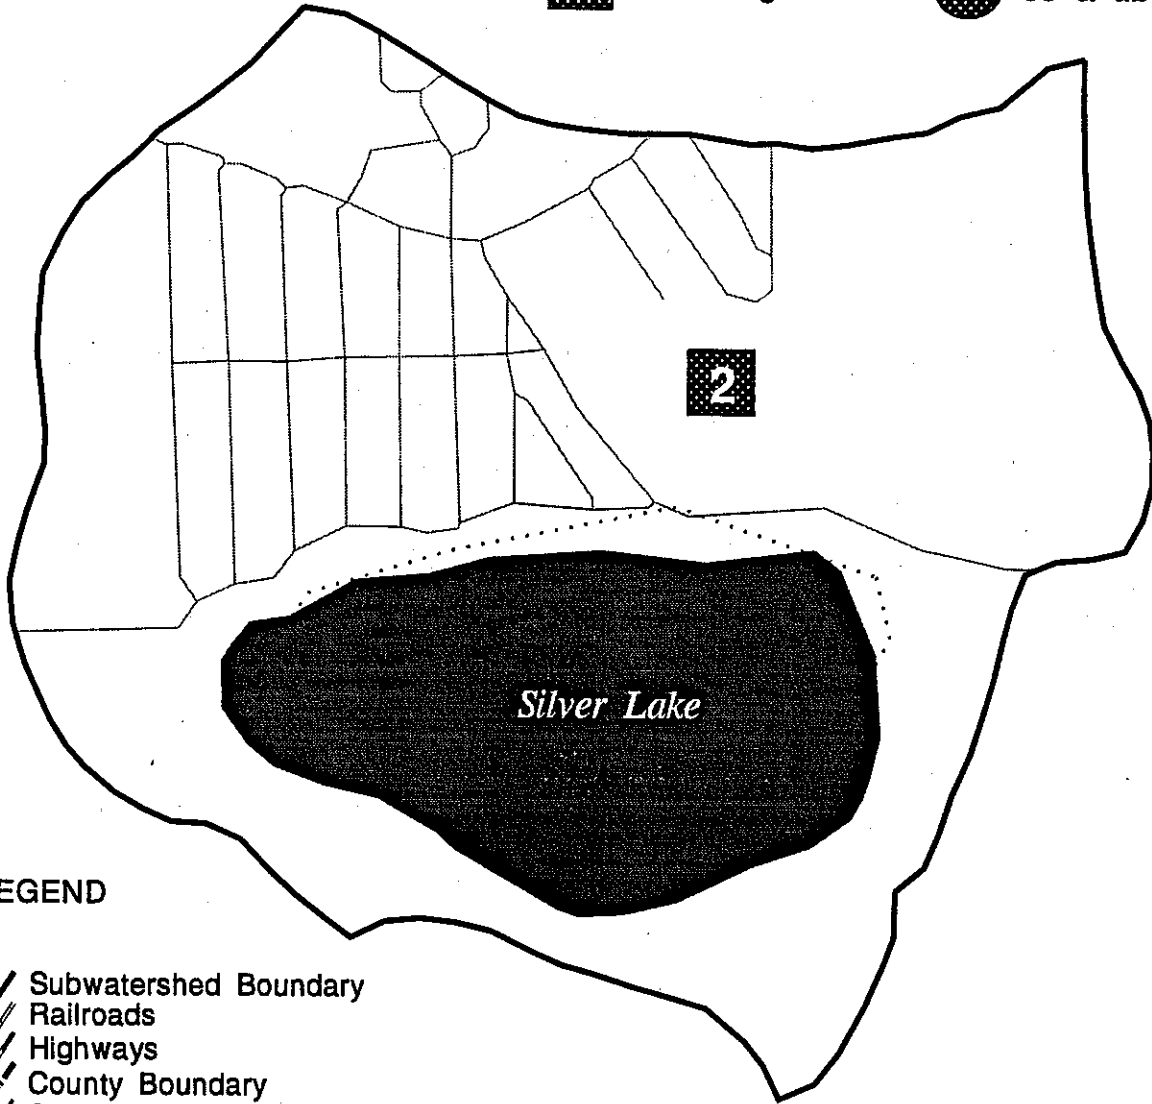 2
Silver Lake
EGEND
Subwatershed Boundary
Railroads
Highways
County Boundary